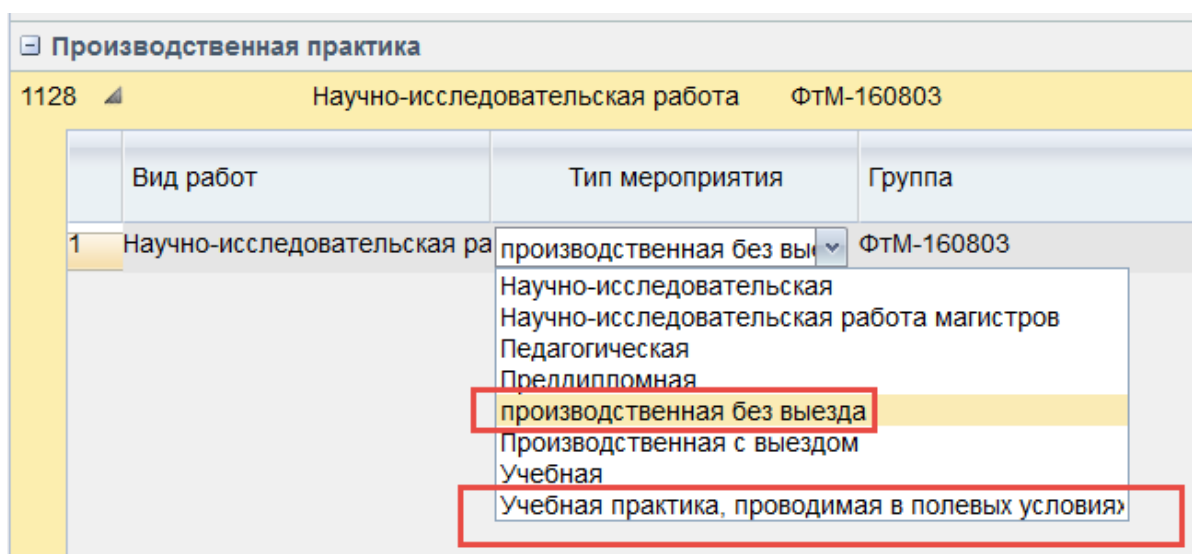 Производственная практика
1128 Научно-исследовательская работа ФтМ-160803
Вид работ Тип мероприятия Группа
1 Научно-исследовательская ра производственная без вые ФтМ-160803
Научно-исследовательская
Научно-исследовательская работа магистров
Педагогическая
Преддипломная
производственная без выезда
Производственная с выездом
Учебная
Учебная практика, проводимая в полевых условиях